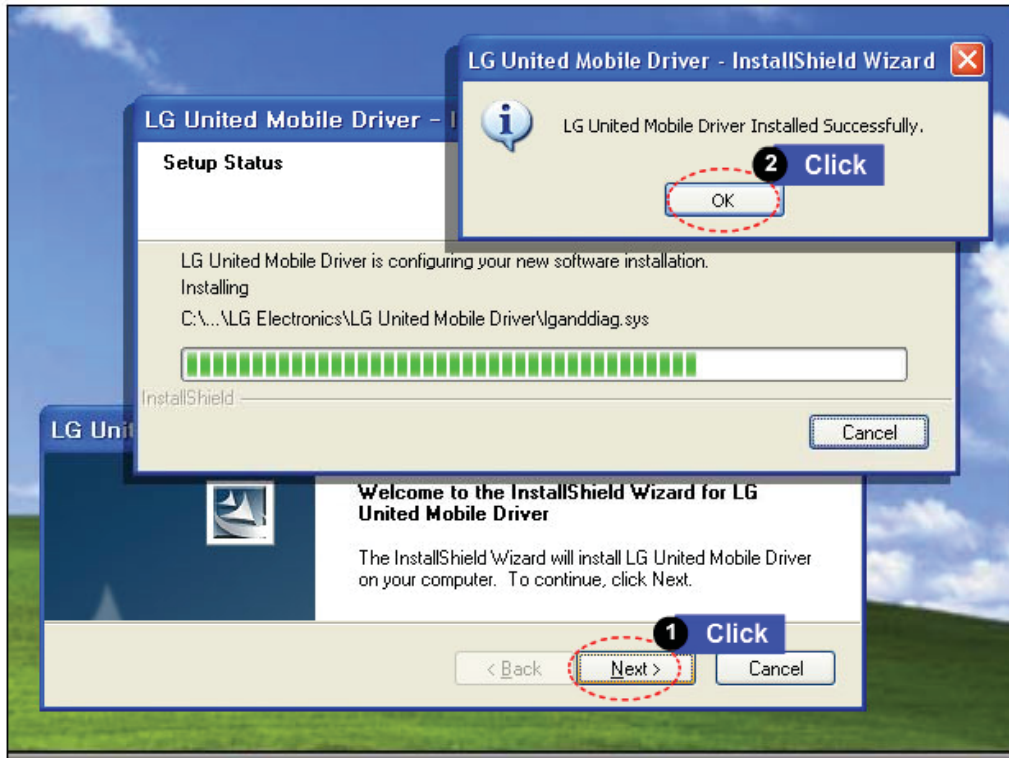 LG United Mobile Driver - InstallShield Wizard
LG United Mobile Driver Installed Successfully.
2 Click
OK
LG United Mobile Driver -
Setup Status
LG United Mobile Driver is configuring your new software installation.
Installing
C:\...\LG Electronics\LG United Mobile Driver\lganddiag.sys
InstallShield
Cancel
LG
Welcome to the InstallShield Wizard for LG
United Mobile Driver
The InstallShield Wizard will install LG United Mobile Driver
on your computer. To continue, click Next.
1 Click
< Back
Next >
Cancel